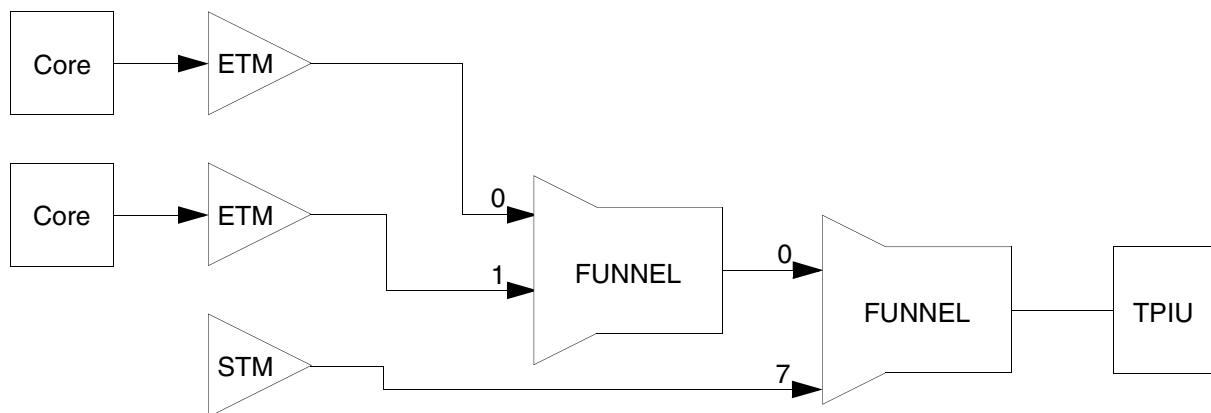 Core
ETM
Core
ETM
0
1
FUNNEL
0
FUNNEL
TPIU
STM
7